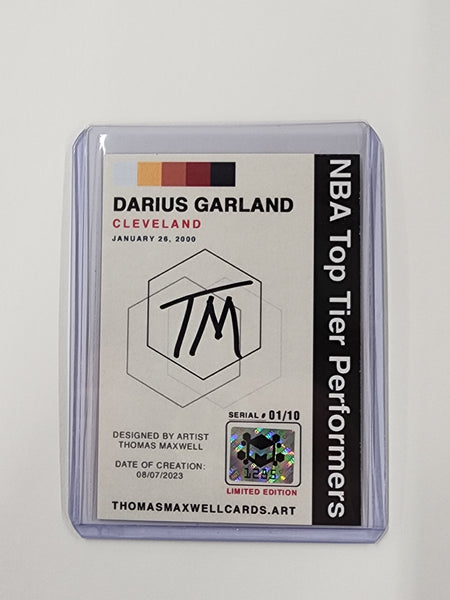 DARIUS GARLAND
CLEVELAND
JANUARY 26, 2000
NBA Top Tier Performers
TM
SERIAL # 01/10
DESIGNED BY ARTIST
THOMAS MAXWELL
DATE OF CREATION:
08/07/2023
1295
LIMITED EDITION
THOMASMAXWELLCARDS.ART